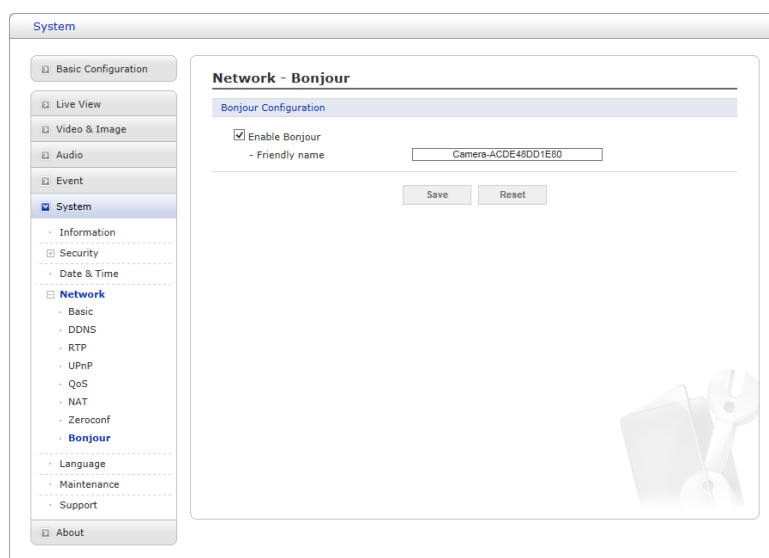 System
Basic Configuration
Live View
Video & Image
Audio
Event
System
Information
Security
Date & Time
Network
Basic
DDNS
RTP
UPnP
QoS
NAT
Zeroconf
Bonjour
Language
Maintenance
Support
About
Network - Bonjour
Bonjour Configuration
Enable Bonjour
- Friendly name Camera-ACDE48DD1E80
Save Reset